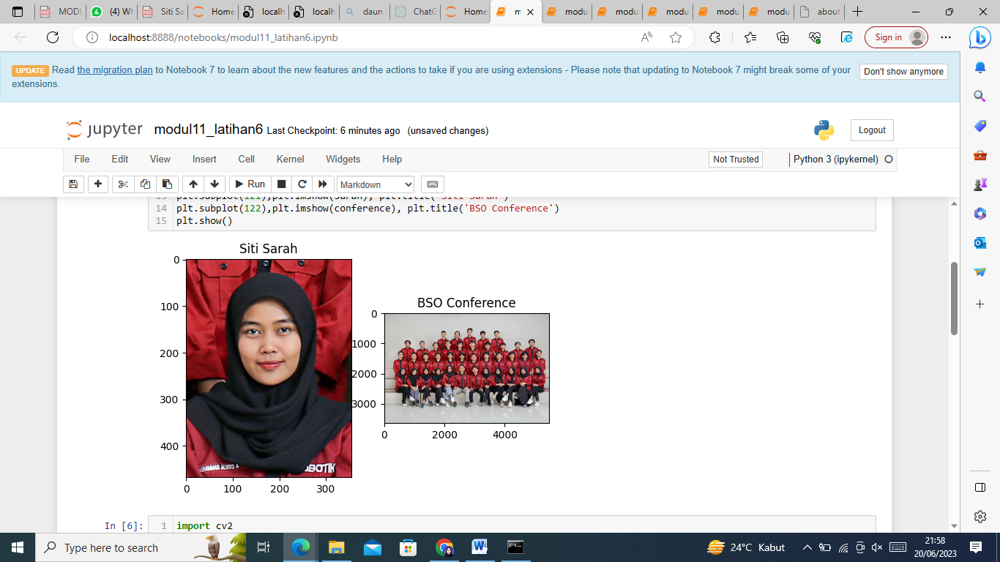 MODU
(4) Wh
Siti Sa
Home
localh
localh
daun l
ChatG
Home
m
modu
modu
modu
modu
modu
about
localhost:8888/notebooks/modul11_latihan6.ipynb
Sign in
UPDATE Read the migration plan to Notebook 7 to learn about the new features and the actions to take if you are using extensions - Please note that updating to Notebook 7 might break some of your
extensions.
Don't show anymore
jupyter modul11_latihan6 Last Checkpoint: 6 minutes ago (unsaved changes)
Logout
File Edit View Insert Cell Kernel Widgets Help
Not Trusted
Python 3 (ipykernel)
Run
Markdown
13 plt.subplot(121),plt.imshow(sarah), plt.title('Siti Sarah')
14 plt.subplot(122),plt.imshow(conference), plt.title('BSO Conference')
15 plt.show()
Siti Sarah
0
100
200
300
400
0 100 200 300
BSO Conference
0
1000
2000
3000
0 2000 4000
In [6]: 1 import cv2
Type here to search
24°C Kabut
21:58
20/06/2023